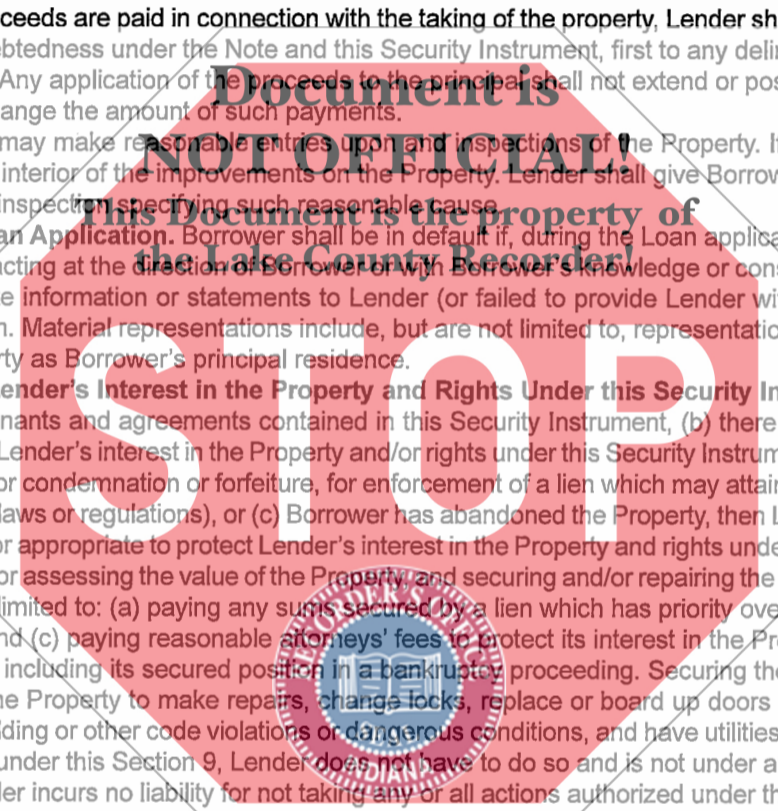 ceeds are paid in connection with the taking of the property, Lender sh
btedness under the Note and this Security Instrument, first to any deli
Any application of the proceeds to the principal shall not extend or pos
ange the amount of such payments.
may make reasonable entries upon and inspections of the Property. I
interior of the improvements on the Property. Lender shall give Borrow
inspection specifying such reasonable cause.
an Application. Borrower shall be in default if, during the Loan applica
cting at the direction of Borrower or with Borrower's knowledge or con
e information or statements to Lender (or failed to provide Lender wi
n. Material representations include, but are not limited to, representatio
rty as Borrower's principal residence.
ender's Interest in the Property and Rights Under this Security In
nants and agreements contained in this Security Instrument, (b) there
Lender's interest in the Property and/or rights under this Security Instrum
or condemnation or forfeiture, for enforcement of a lien which may attain
laws or regulations), or (c) Borrower has abandoned the Property, then L
or appropriate to protect Lender's interest in the Property and rights unde
or assessing the value of the Property, and securing and/or repairing the
imited to: (a) paying any sums secured by a lien which has priority ove
nd (c) paying reasonable attorneys' fees to protect its interest in the Pr
including its secured position in a bankruptcy proceeding. Securing the
he Property to make repairs, change locks, replace or board up doors
ding or other code violations or dangerous conditions, and have utilities
under this Section 9, Lender does not have to do so and is not under a
er incurs no liability for not taking any or all actions authorized under th
Document is
NOT OFFICIAL!
This Document is the property of
the Lake County Recorder!
STOP
RECORDER'S OFFICE
INDIANA